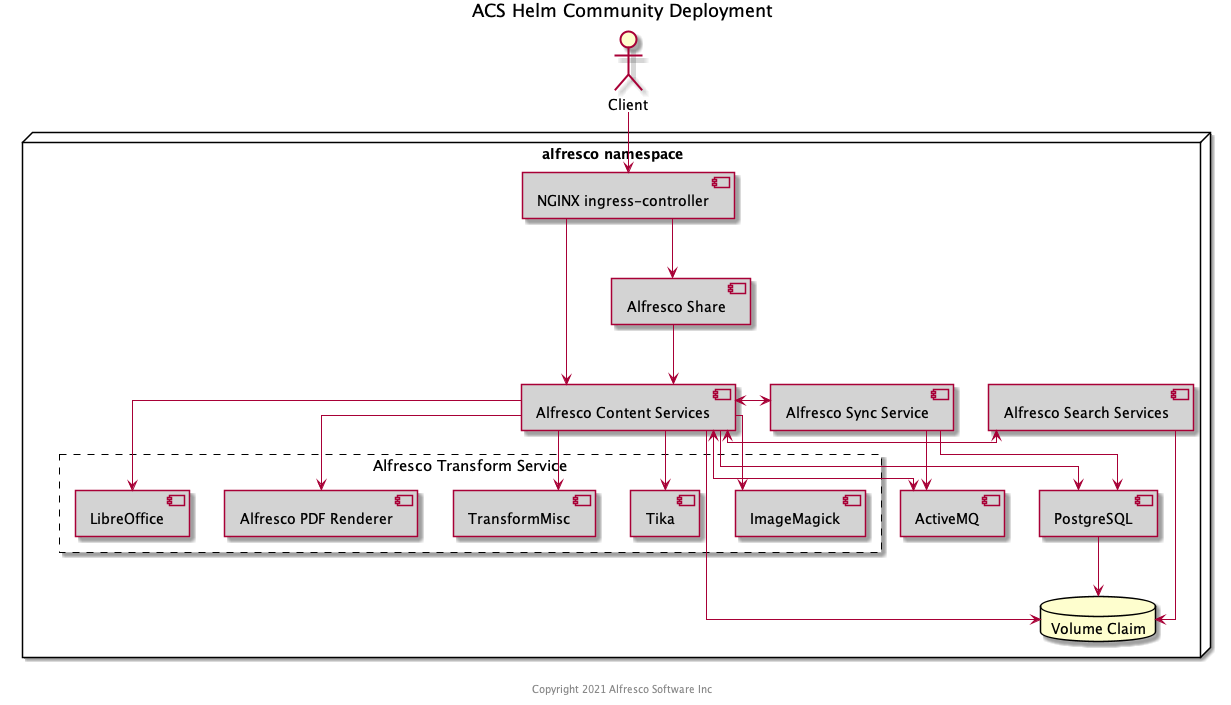 ACS Helm Community Deployment
Client
alfresco namespace
NGINX ingress-controller
Alfresco Share
Alfresco Content Services
Alfresco Sync Service
Alfresco Search Services
Alfresco Transform Service
LibreOffice
Alfresco PDF Renderer
TransformMisc
Tika
ImageMagick
ActiveMQ
PostgreSQL
Volume Claim
Copyright 2021 Alfresco Software Inc